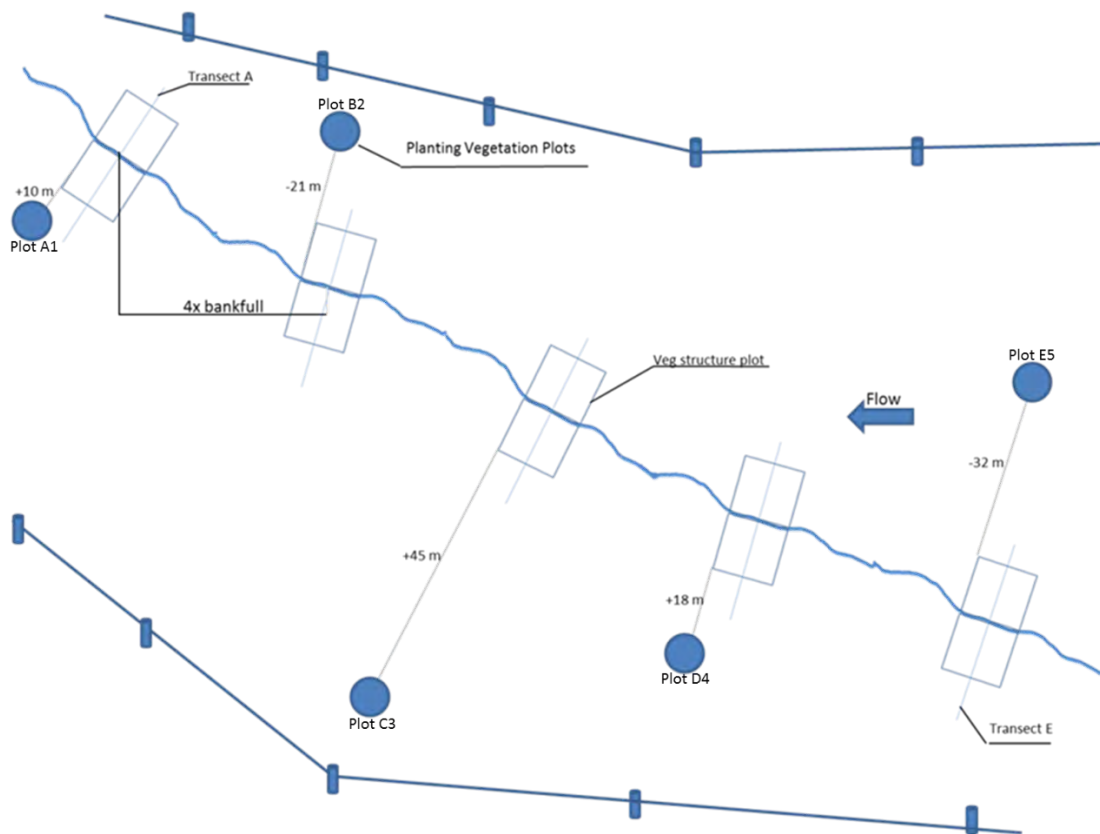 Transect A
Plot B2
Planting Vegetation Plots
-21 m
+10 m
Plot A1
4x bankfull
Veg structure plot
Plot E5
Flow
-32 m
+45 m
+18 m
Plot D4
Plot C3
Transect E